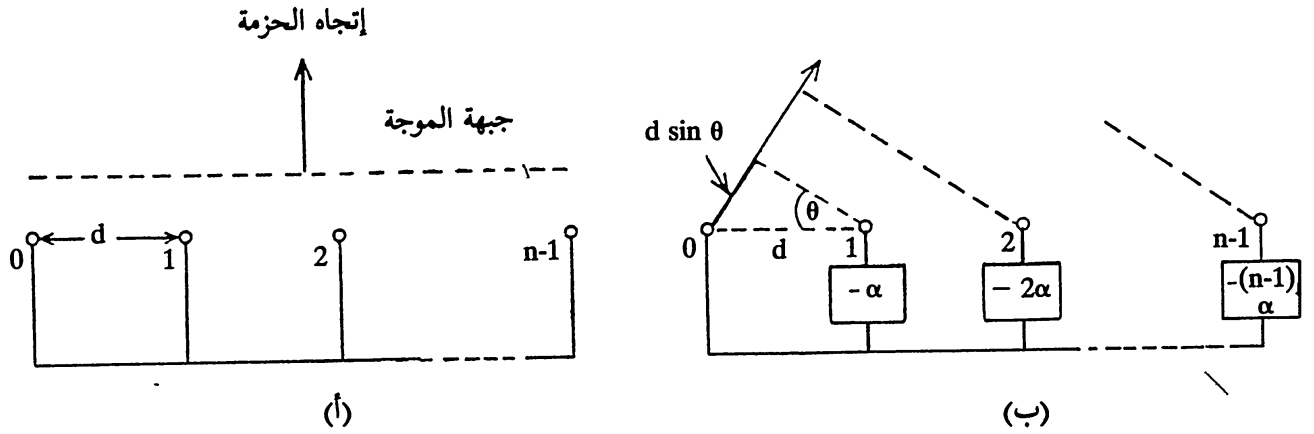 إتجاه الحزمة
جبهة الموجة
d
0
1
2
n-1
(أ)
d sin θ
θ
0
d
1
2
n-1
- α
- 2α
-(n-1)
α
(ب)